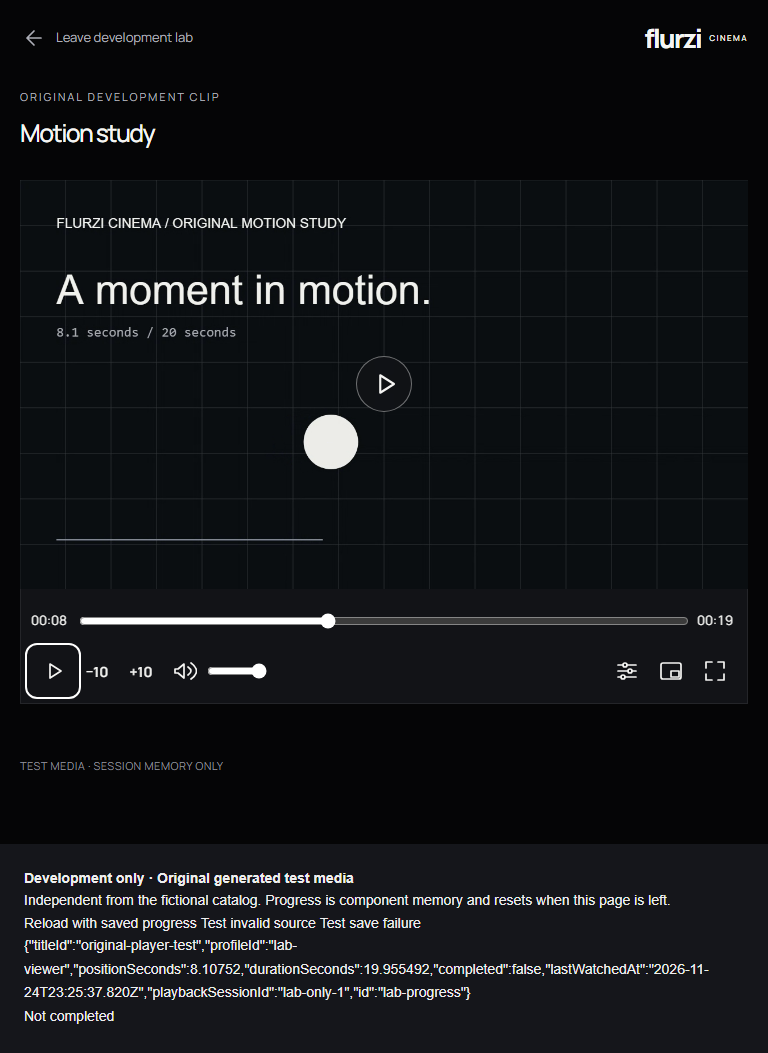 Leave development lab
flurzi CINEMA
ORIGINAL DEVELOPMENT CLIP
Motion study
FLURZI CINEMA / ORIGINAL MOTION STUDY
A moment in motion.
8.1 seconds / 20 seconds
00:08
00:19
−10
+10
TEST MEDIA · SESSION MEMORY ONLY
Development only · Original generated test media
Independent from the fictional catalog. Progress is component memory and resets when this page is left.
Reload with saved progress Test invalid source Test save failure
{"titleId":"original-player-test","profileId":"lab-
viewer","positionSeconds":8.10752,"durationSeconds":19.955492,"completed":false,"lastWatchedAt":"2026-11-
24T23:25:37.820Z","playbackSessionId":"lab-only-1","id":"lab-progress"}
Not completed